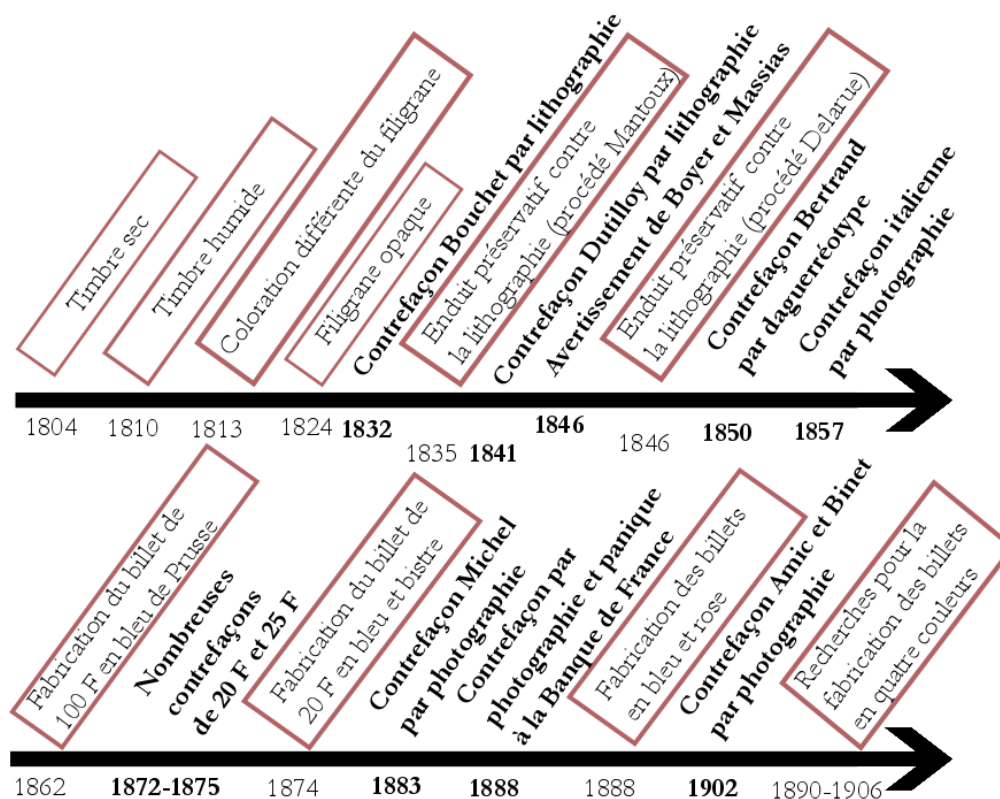 Timbre sec
Timbre humide
Coloration différente du filigrane
Filigrane opaque
Contrefaçon Bouchet par lithographie
Enduit préservatif contre
la lithographie (procédé Mantoux)
Contrefaçon Dutilloy par lithographie
Avertissement de Boyer et Massias
Enduit préservatif contre
la lithographie (procédé Delarue)
Contrefaçon Bertrand
par daguerréotype
Contrefaçon italienne
par photographie
1804
1810
1813
1824
1832
1835
1841
1846
1846
1850
1857
Fabrication du billet de
100 F en bleu de Prusse
Nombreuses
contrefaçons
de 20 F et 25 F
Fabrication du billet de
20 F en bleu et bistre
Contrefaçon Michel
par photographie
Contrefaçon par
photographie et panique
à la Banque de France
Fabrication des billets
en bleu et rose
Contrefaçon Amic et Binet
par photographie
Recherches pour la
fabrication des billets
en quatre couleurs
1862
1872-1875
1874
1883
1888
1888
1902
1890-1906